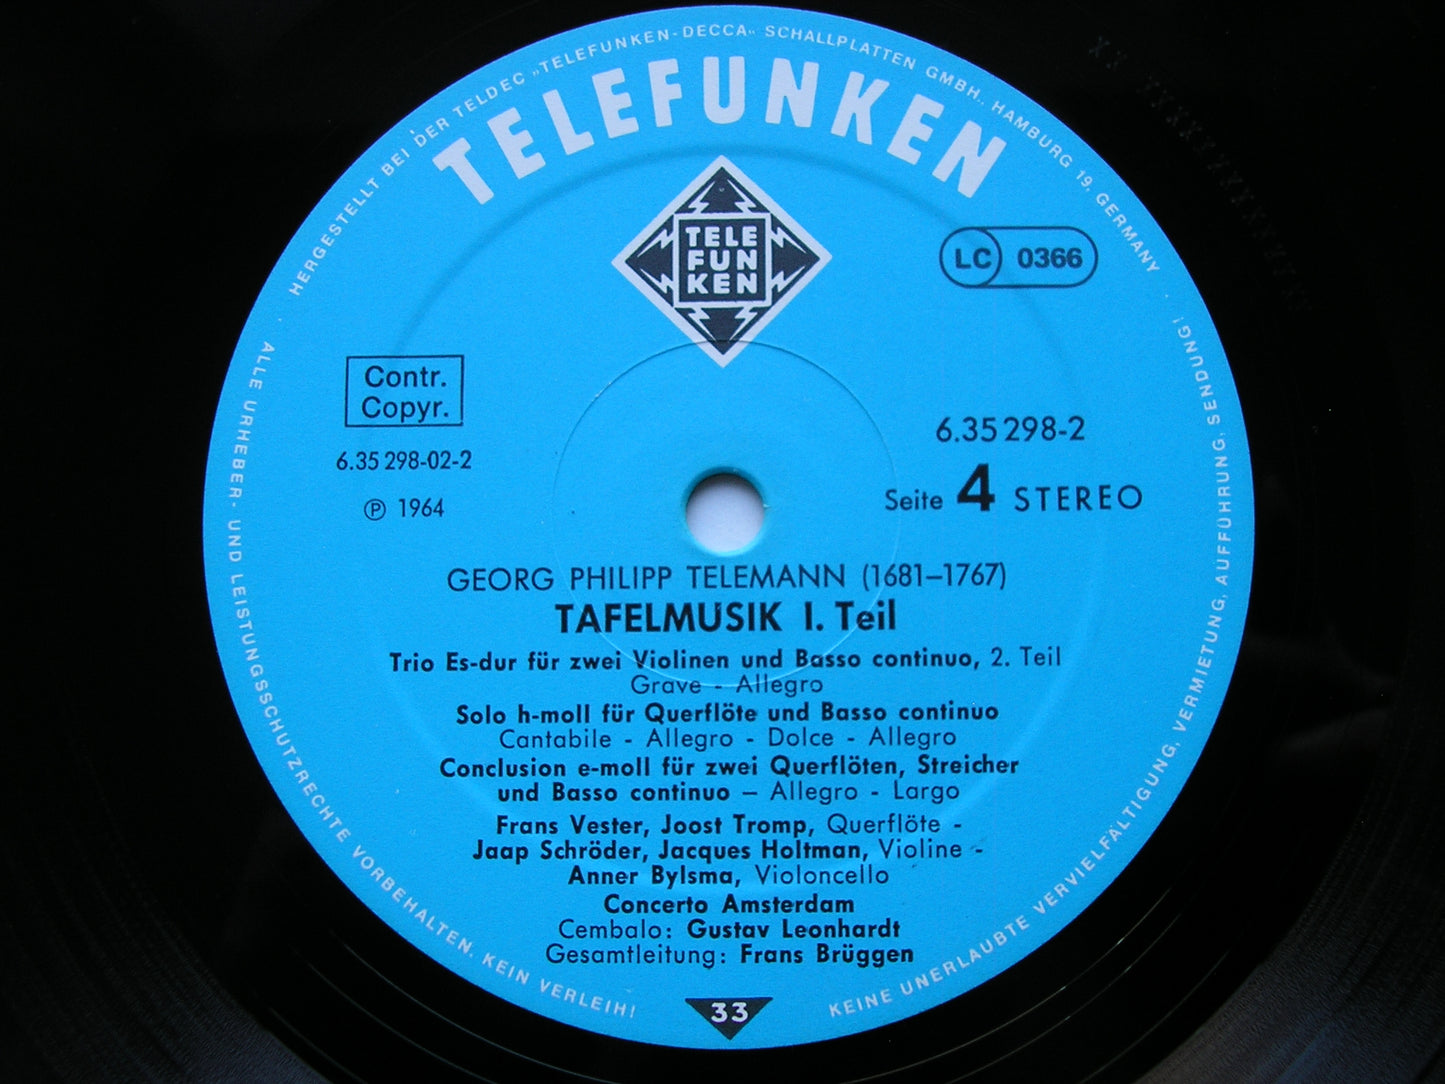 HERGESTELLT BEI DER TELDEC „TELEFUNKEN-DECCA“ SCHALLPLATTEN GMBH., HAMBURG 19, GERMANY
TELEFUNKEN
TELE
FUN
KEN
LC 0366
Contr.
Copyr.
6.35 298-02-2
℗ 1964
6.35 298-2
Seite 4 STEREO
GEORG PHILIPP TELEMANN (1681–1767)
TAFELMUSIK I. Teil
Trio Es-dur für zwei Violinen und Basso continuo, 2. Teil
Grave - Allegro
Solo h-moll für Querflöte und Basso continuo
Cantabile - Allegro - Dolce - Allegro
Conclusion e-moll für zwei Querflöten, Streicher
und Basso continuo – Allegro - Largo
Frans Vester, Joost Tromp, Querflöte -
Jaap Schröder, Jacques Holtman, Violine -
Anner Bylsma, Violoncello
Concerto Amsterdam
Cembalo: Gustav Leonhardt
Gesamtleitung: Frans Brüggen
33
ALLE URHEBER- UND LEISTUNGSSCHUTZRECHTE VORBEHALTEN. KEIN VERLEIH!
KEINE UNERLAUBTE VERVIELFÄLTIGUNG, VERMIETUNG, AUFFÜHRUNG, SENDUNG!